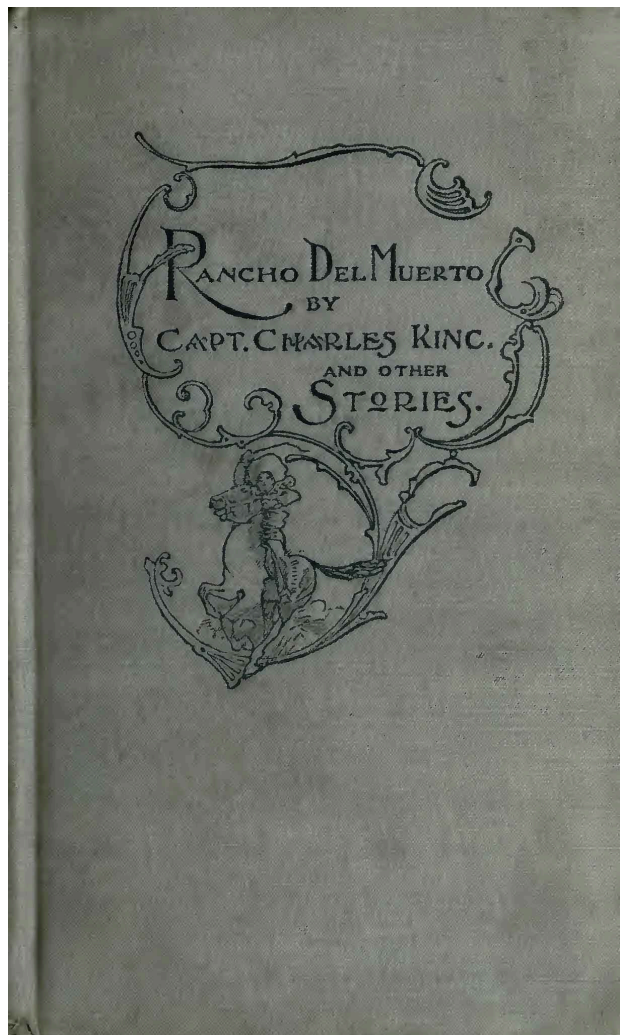 RANCHO DEL MUERTO
BY
CAPT. CHARLES KING.
AND OTHER
STORIES.